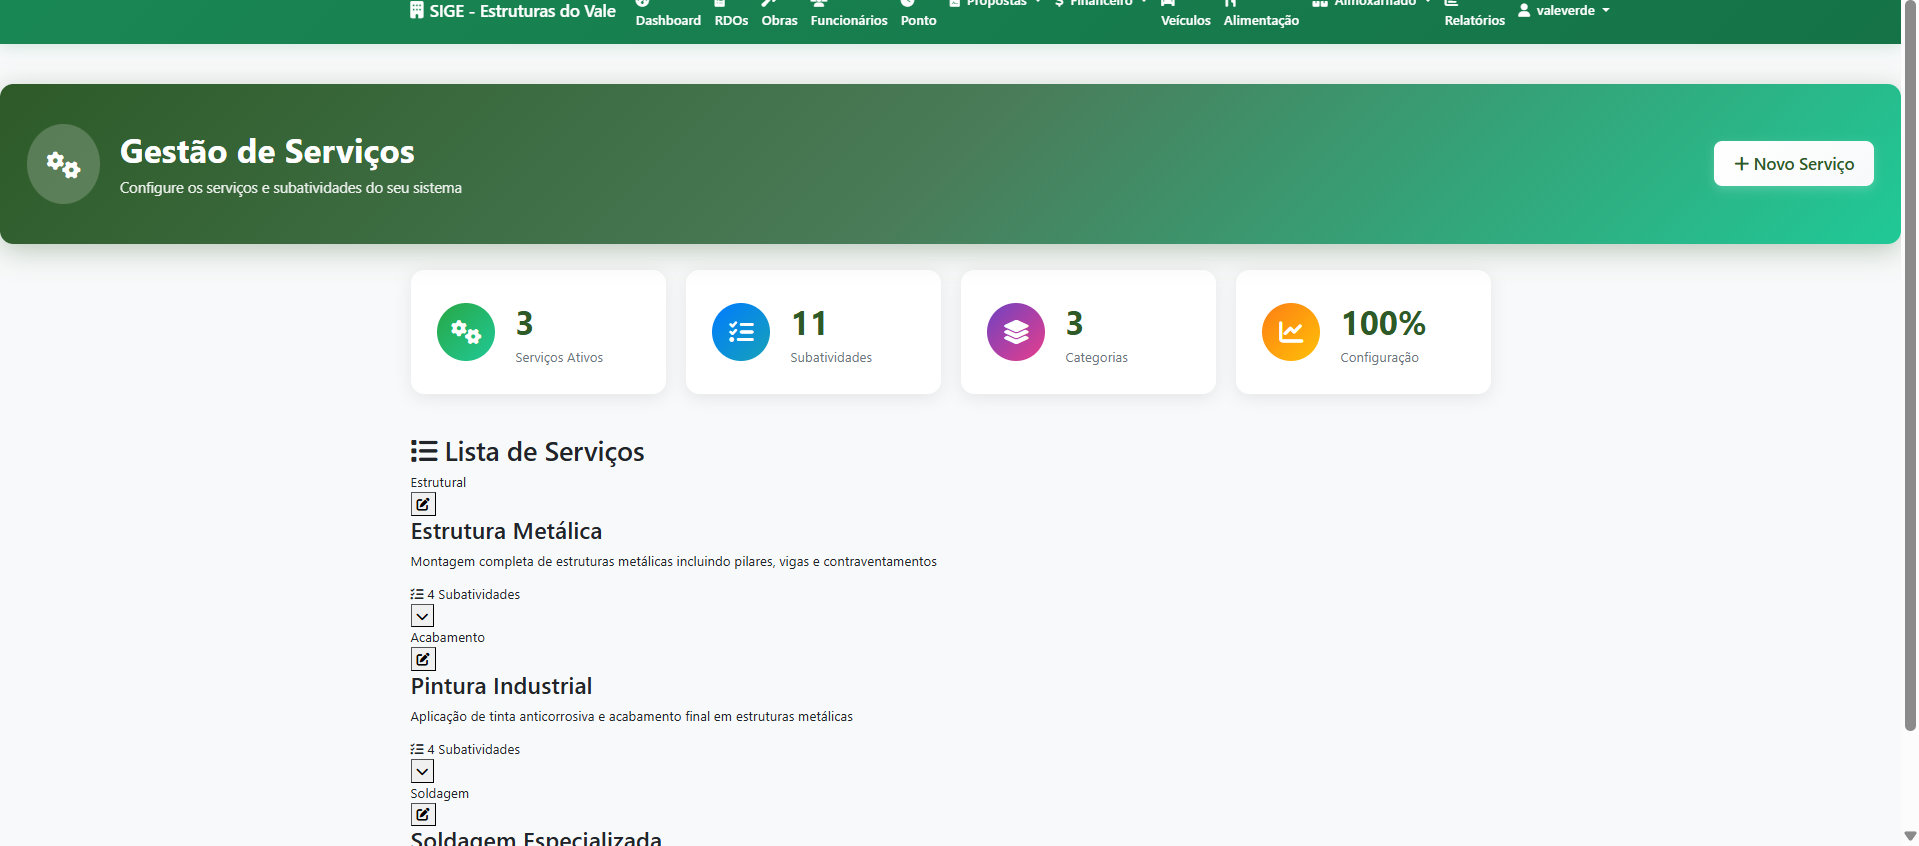 SIGE - Estruturas do Vale
Dashboard
RDOs
Obras
Funcionários
Ponto
Propostas
Financeiro
Veículos
Alimentação
Almoxarifado
Relatórios
valeverde
Gestão de Serviços
Configure os serviços e subatividades do seu sistema
Novo Serviço
3
Serviços Ativos
11
Subatividades
3
Categorias
100%
Configuração
Lista de Serviços
Estrutural
Estrutura Metálica
Montagem completa de estruturas metálicas incluindo pilares, vigas e contraventamentos
4 Subatividades
Acabamento
Pintura Industrial
Aplicação de tinta anticorrosiva e acabamento final em estruturas metálicas
4 Subatividades
Soldagem
Soldagem Especializada